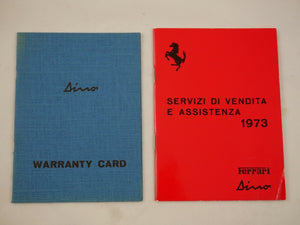 Dino
WARRANTY CARD
SERVIZI DI VENDITA
E ASSISTENZA
1973
Ferrari
Dino